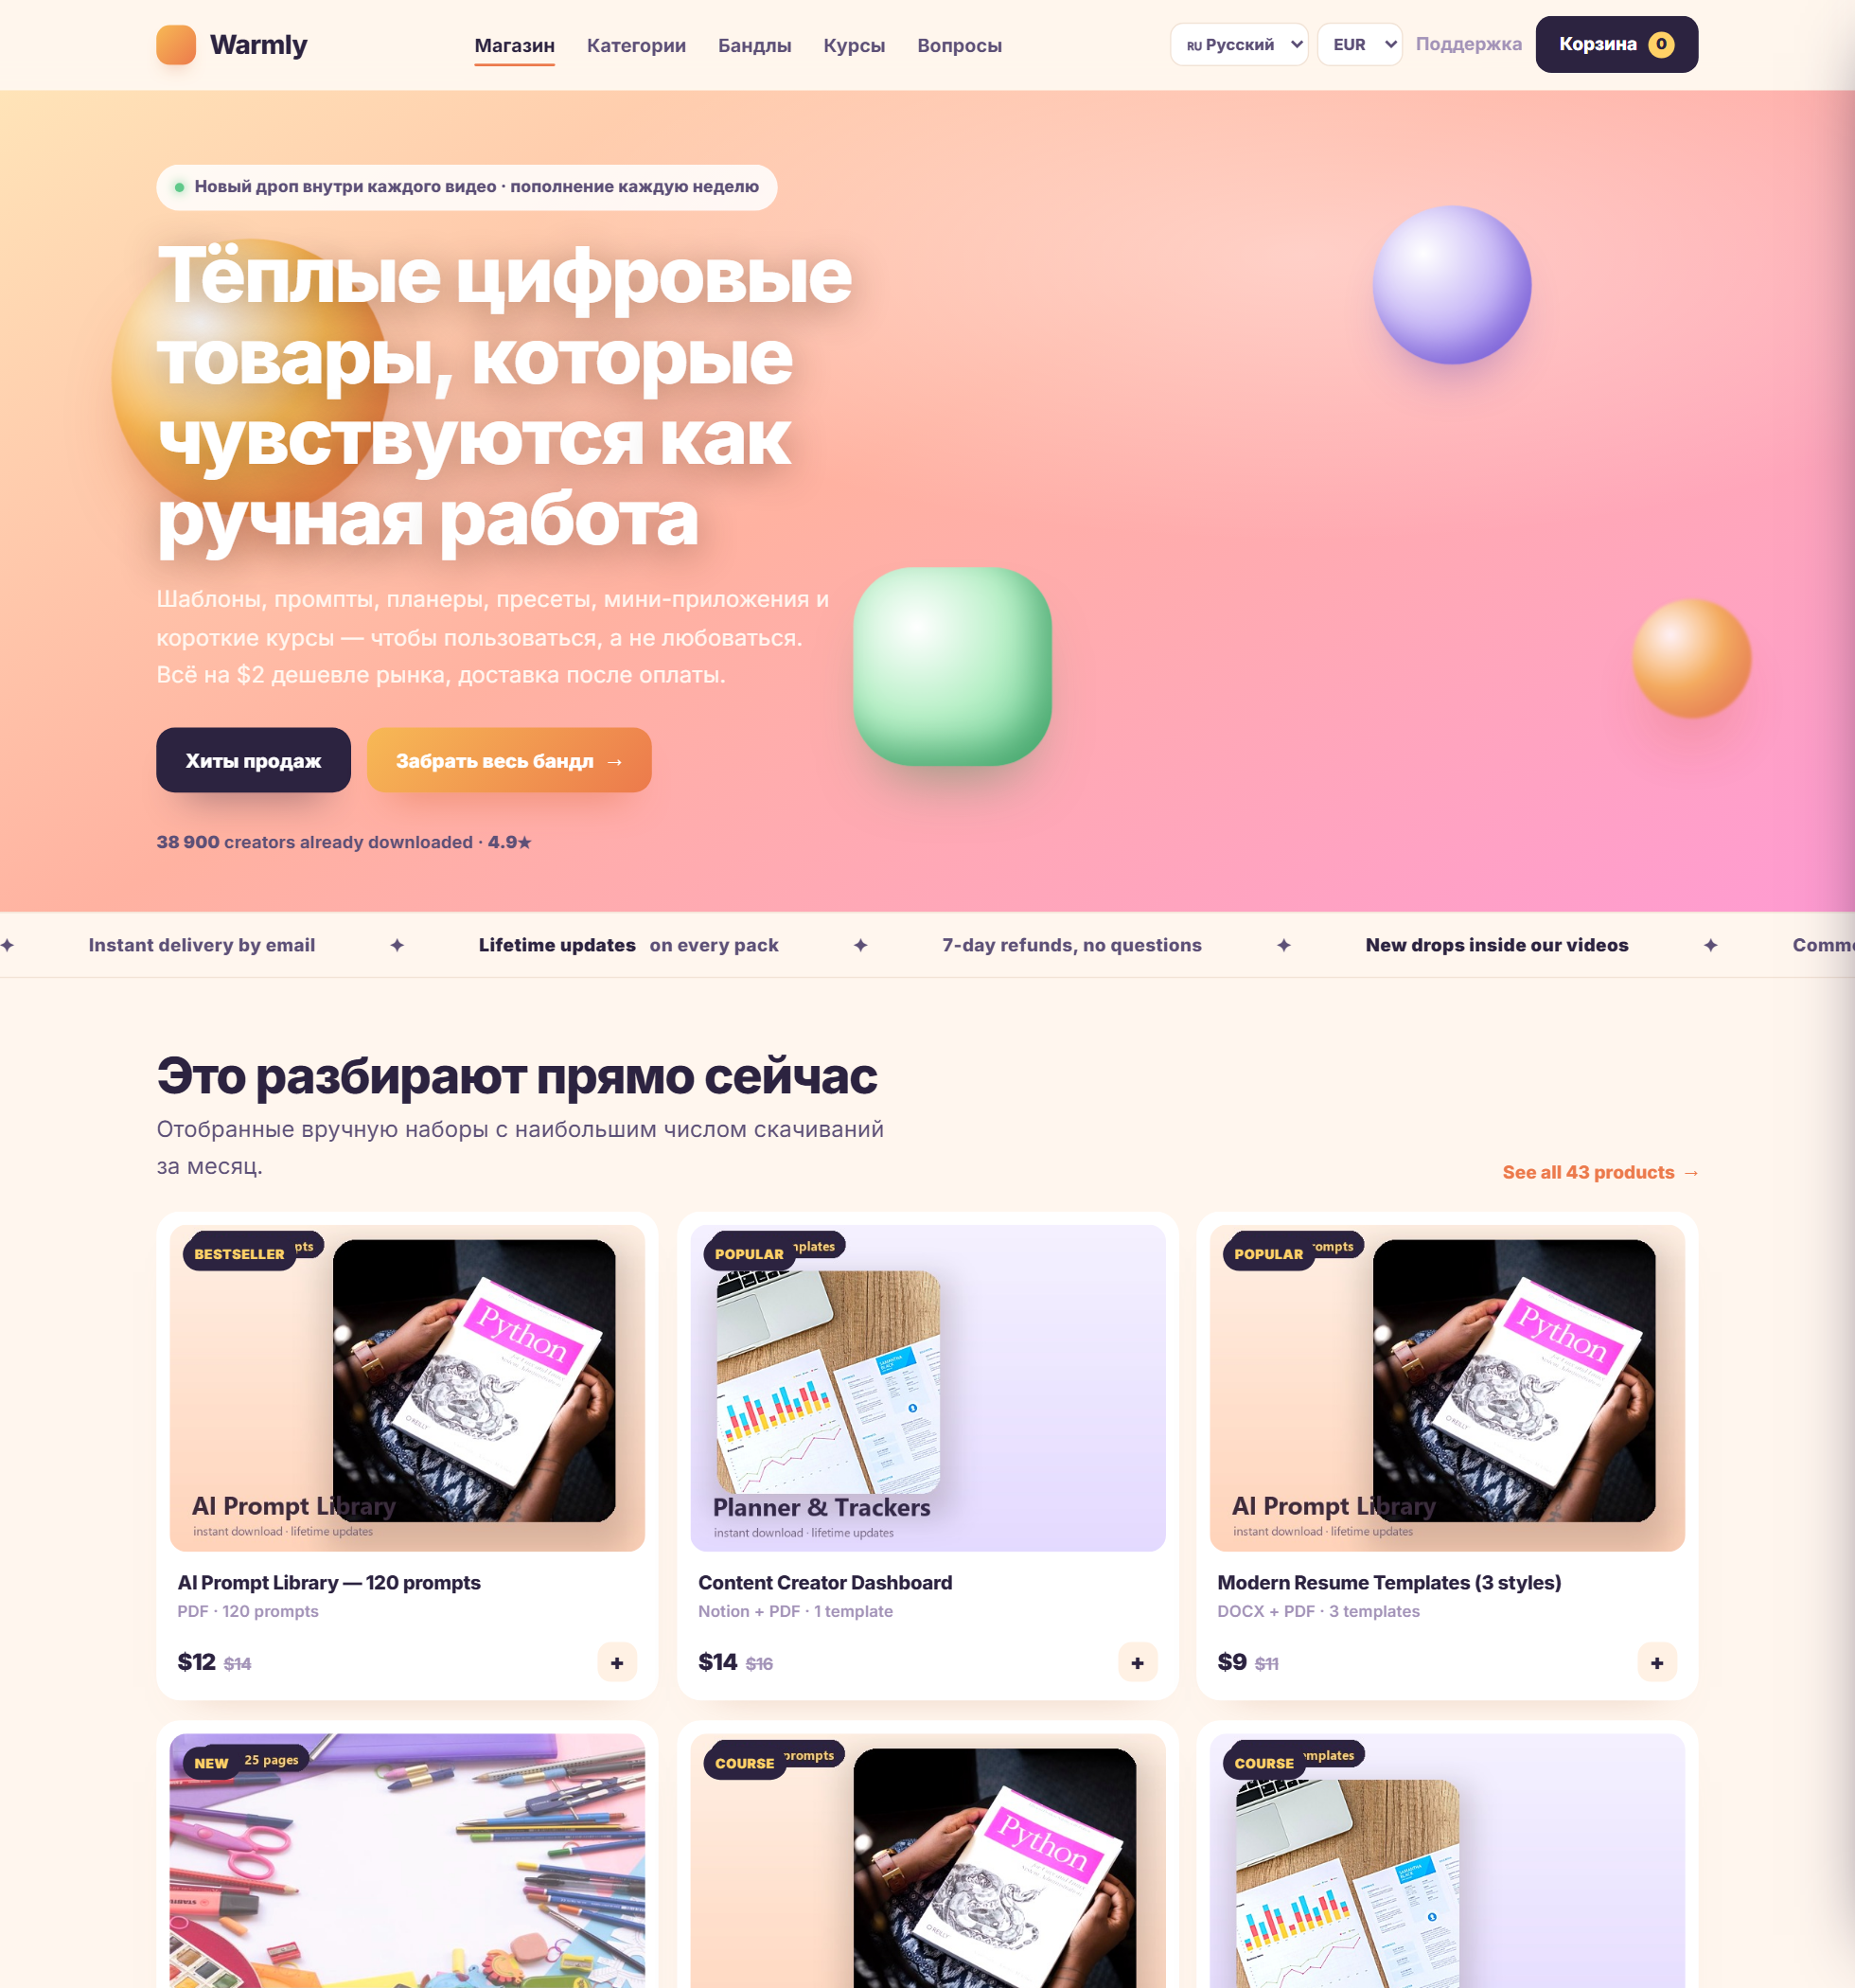 Warmly
Магазин Категории Бандлы Курсы Вопросы
RU Русский EUR Поддержка Корзина 0
Новый дроп внутри каждого видео · пополнение каждую неделю
Тёплые цифровые
товары, которые
чувствуются как
ручная работа
Шаблоны, промпты, планеры, пресеты, мини-приложения и
короткие курсы — чтобы пользоваться, а не любоваться.
Всё на $2 дешевле рынка, доставка после оплаты.
Хиты продаж Забрать весь бандл →
38 900 creators already downloaded · 4.9★
✦ Instant delivery by email ✦ Lifetime updates on every pack ✦ 7-day refunds, no questions ✦ New drops inside our videos ✦
Это разбирают прямо сейчас
Отобранные вручную наборы с наибольшим числом скачиваний
за месяц.
See all 43 products →
BESTSELLER
Python
O'REILLY
AI Prompt Library
instant download · lifetime updates
AI Prompt Library — 120 prompts
PDF · 120 prompts
$12 $14 +
POPULAR
Planner & Trackers
instant download · lifetime updates
Content Creator Dashboard
Notion + PDF · 1 template
$14 $16 +
POPULAR
Python
O'REILLY
AI Prompt Library
instant download · lifetime updates
Modern Resume Templates (3 styles)
DOCX + PDF · 3 templates
$9 $11 +
NEW 25 pages
COURSE prompts
Python
COURSE